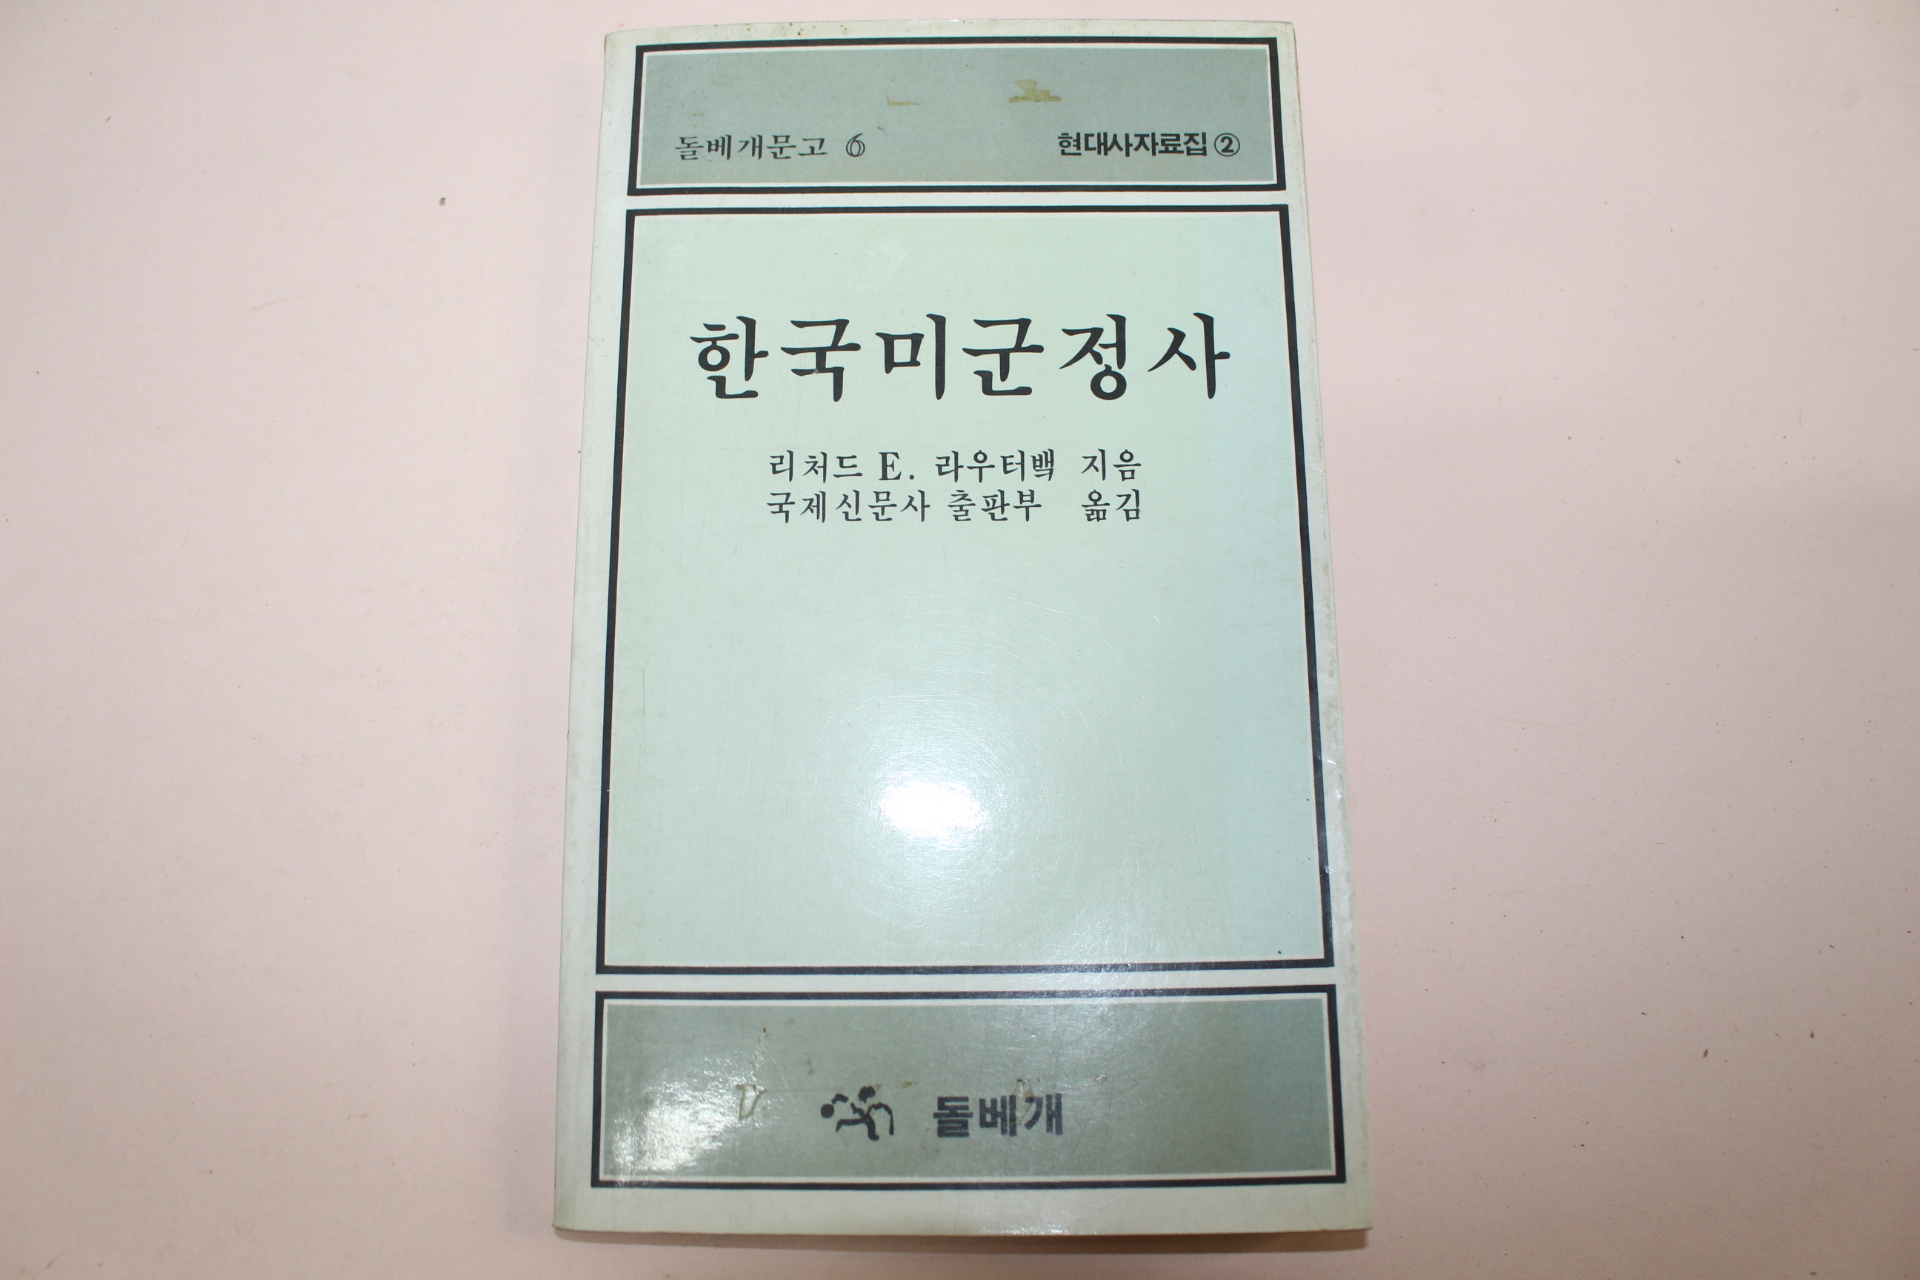 돌베개문고 6 현대사자료집②
한국미군정사
리처드 E. 라우터백 지음
국제신문사 출판부 옮김
돌베개